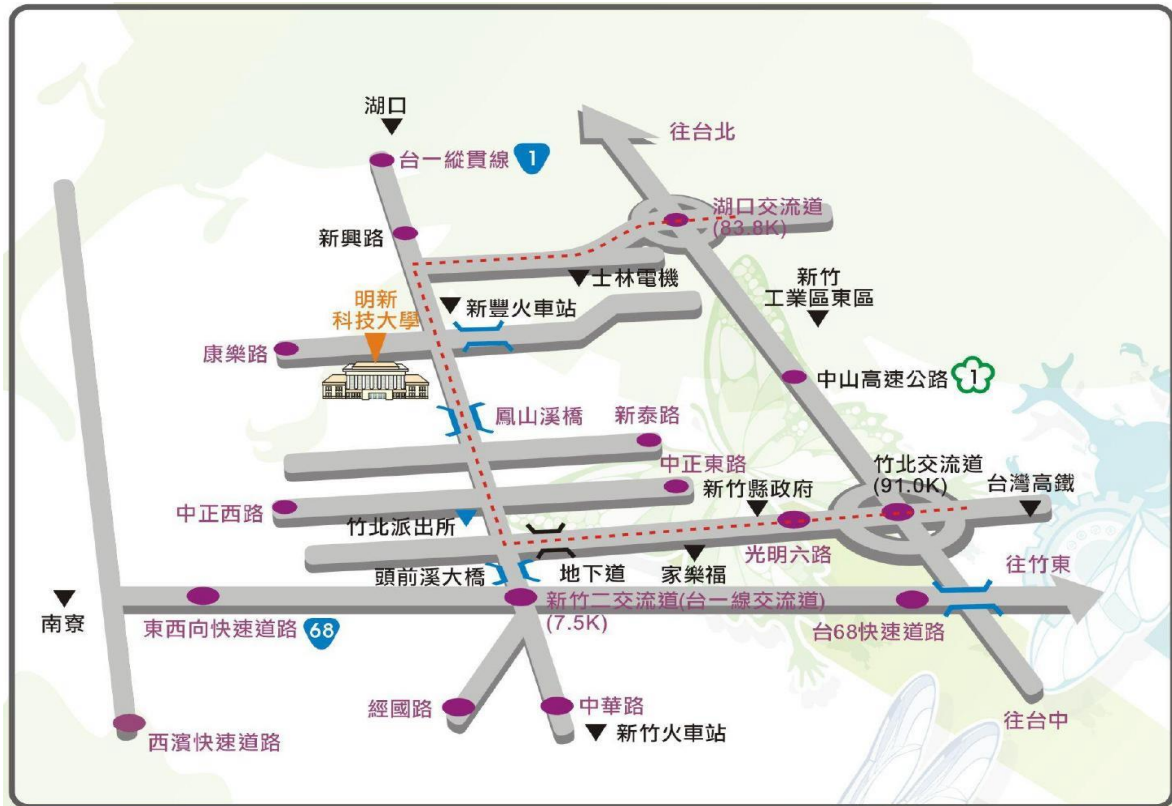 湖口
往台北
台一縱貫線 1
湖口交流道
(83.8K)
新興路
士林電機
新竹
工業區東區
明新
科技大學
新豐火車站
康樂路
中山高速公路 1
鳳山溪橋
新泰路
中正東路
竹北交流道
(91.0K)
新竹縣政府
台灣高鐵
中正西路
竹北派出所
光明六路
頭前溪大橋
地下道
家樂福
往竹東
南寮
新竹二交流道(台一線交流道)
(7.5K)
東西向快速道路 68
台68快速道路
經國路
中華路
往台中
新竹火車站
西濱快速道路